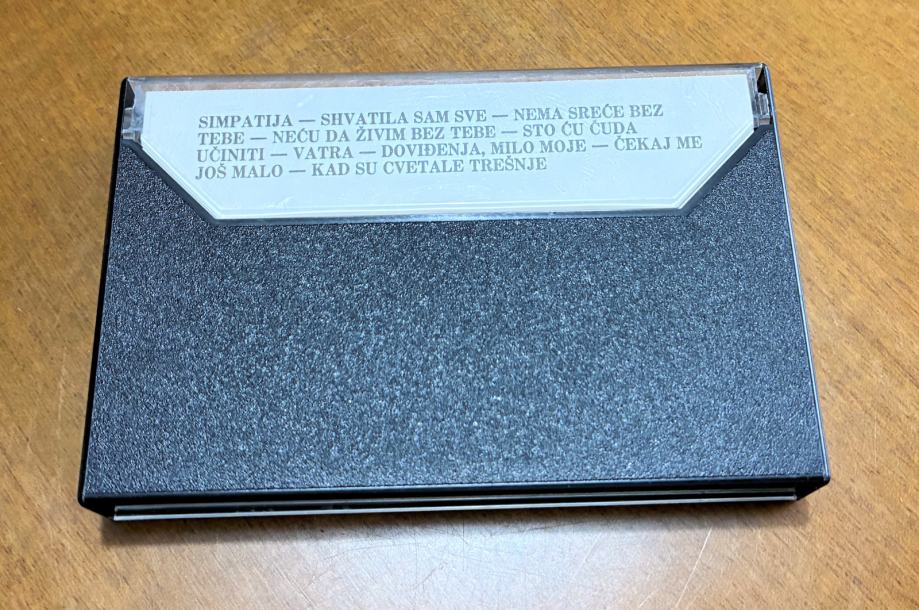 SIMPATIJA — SHVATILA SAM SVE — NEMA SREĆE BEZ
TEBE — NEĆU DA ŽIVIM BEZ TEBE — STO ĆU ĆUDA
UČINITI — VATRA — DOVIĐENJA, MILO MOJE — ČEKAJ ME
JOŠ MALO — KAD SU CVETALE TREŠNJE